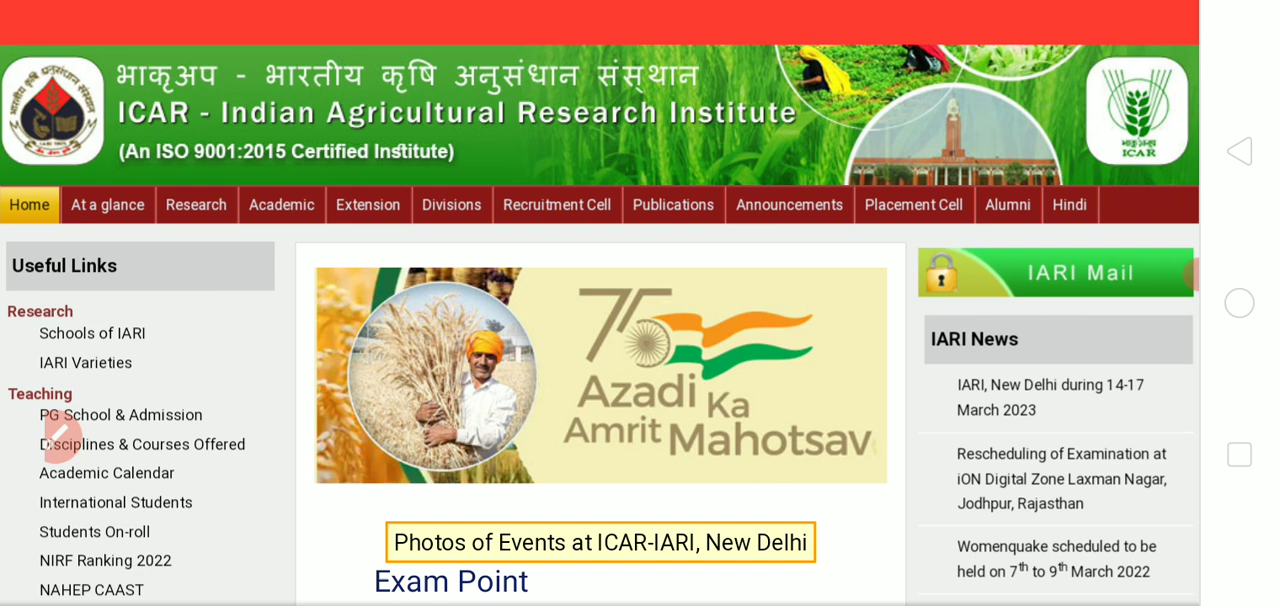 भाकृअप - भारतीय कृषि अनुसंधान संस्थान
ICAR - Indian Agricultural Research Institute
(An ISO 9001:2015 Certified Institute)
भाकृअप
ICAR
Home At a glance Research Academic Extension Divisions Recruitment Cell Publications Announcements Placement Cell Alumni Hindi
Useful Links
Research
Schools of IARI
IARI Varieties
Teaching
PG School & Admission
Disciplines & Courses Offered
Academic Calendar
International Students
Students On-roll
NIRF Ranking 2022
NAHEP CAAST
75
Azadi
Ka
Amrit
Mahotsav
Photos of Events at ICAR-IARI, New Delhi
Exam Point
IARI Mail
IARI News
IARI, New Delhi during 14-17
March 2023
Rescheduling of Examination at
iON Digital Zone Laxman Nagar,
Jodhpur, Rajasthan
Womenquake scheduled to be
held on 7th to 9th March 2022